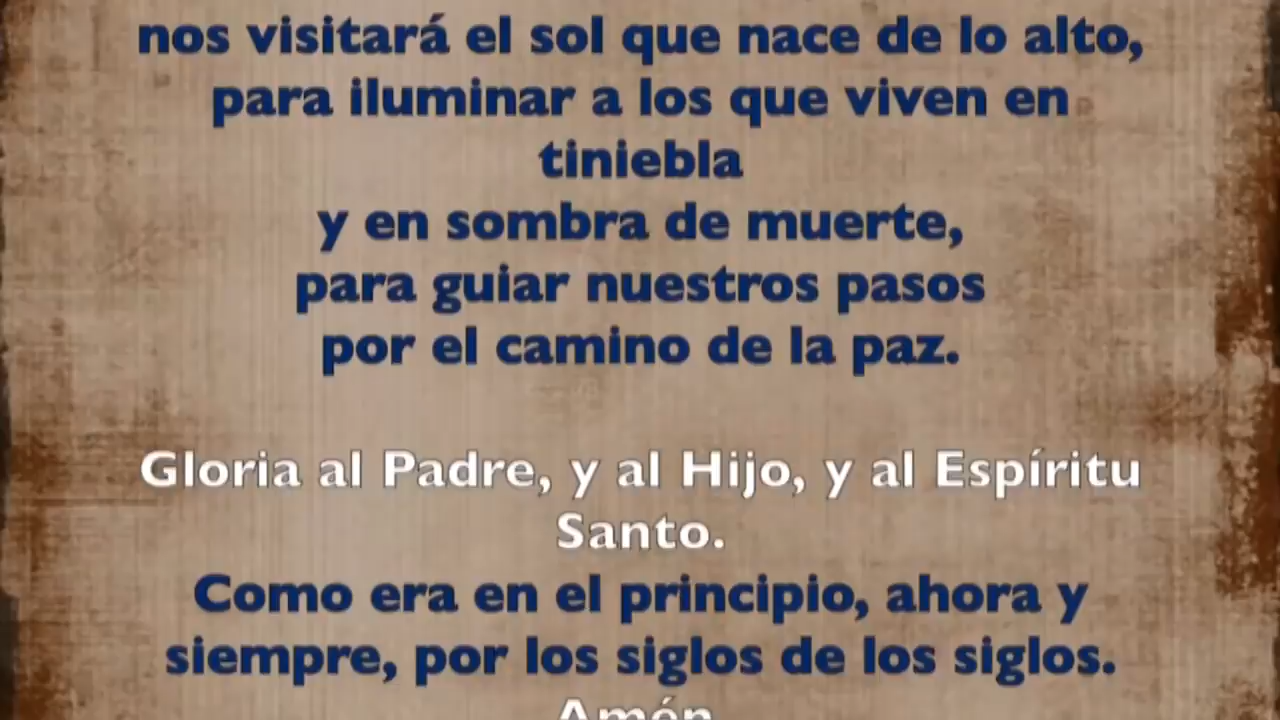 nos visitará el sol que nace de lo alto,
para iluminar a los que viven en
tiniebla
y en sombra de muerte,
para guiar nuestros pasos
por el camino de la paz.
Gloria al Padre, y al Hijo, y al Espíritu
Santo.
Como era en el principio, ahora y
siempre, por los siglos de los siglos.
Amén